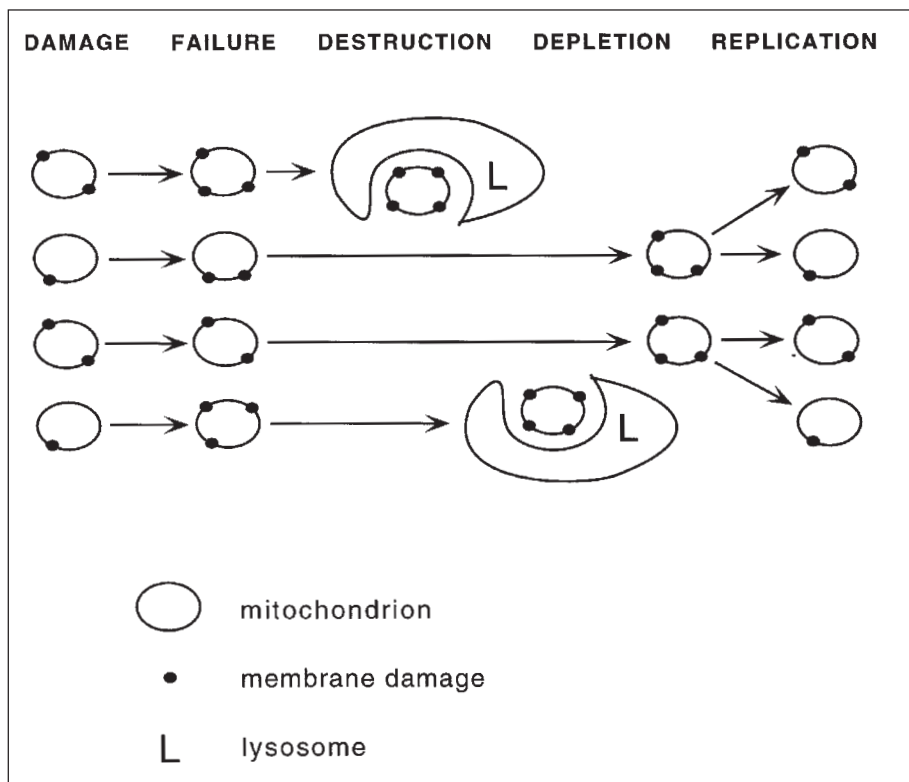 DAMAGE FAILURE DESTRUCTION DEPLETION REPLICATION
L
L
mitochondrion
membrane damage
L lysosome